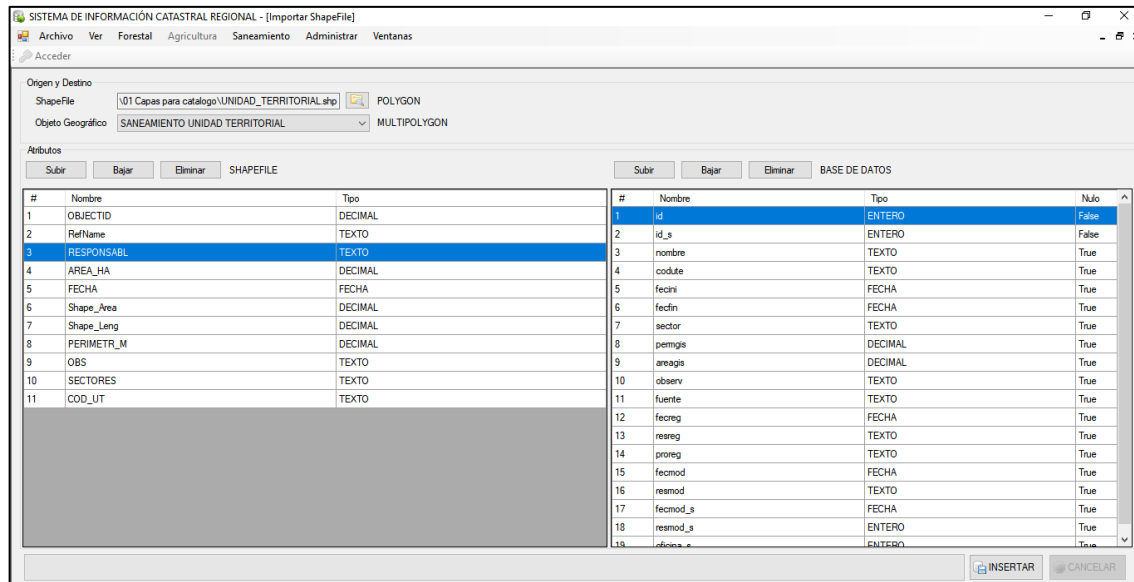 SISTEMA DE INFORMACIÓN CATASTRAL REGIONAL - [Importar ShapeFile]
Archivo Ver Forestal Agricultura Saneamiento Administrar Ventanas
Acceder
Origen y Destino
ShapeFile \01 Capas para catalogo\UNIDAD_TERRITORIAL.shp POLYGON
Objeto Geográfico SANEAMIENTO UNIDAD TERRITORIAL MULTIPOLYGON
Atributos
Subir Bajar Eliminar SHAPEFILE
# Nombre Tipo
1 OBJECTID DECIMAL
2 RefName TEXTO
3 RESPONSABL TEXTO
4 AREA_HA DECIMAL
5 FECHA FECHA
6 Shape_Area DECIMAL
7 Shape_Leng DECIMAL
8 PERIMETR_M DECIMAL
9 OBS TEXTO
10 SECTORES TEXTO
11 COD_UT TEXTO
Subir Bajar Eliminar BASE DE DATOS
# Nombre Tipo Nulo
1 id ENTERO False
2 id_s ENTERO False
3 nombre TEXTO True
4 codute TEXTO True
5 fecini FECHA True
6 fecfin FECHA True
7 sector TEXTO True
8 permgis DECIMAL True
9 areagis DECIMAL True
10 observ TEXTO True
11 fuente TEXTO True
12 fecreg FECHA True
13 resreg TEXTO True
14 proreg TEXTO True
15 fecmod FECHA True
16 resmod TEXTO True
17 fecmod_s FECHA True
18 resmod_s ENTERO True
19 oficina_s ENTERO True
INSERTAR CANCELAR